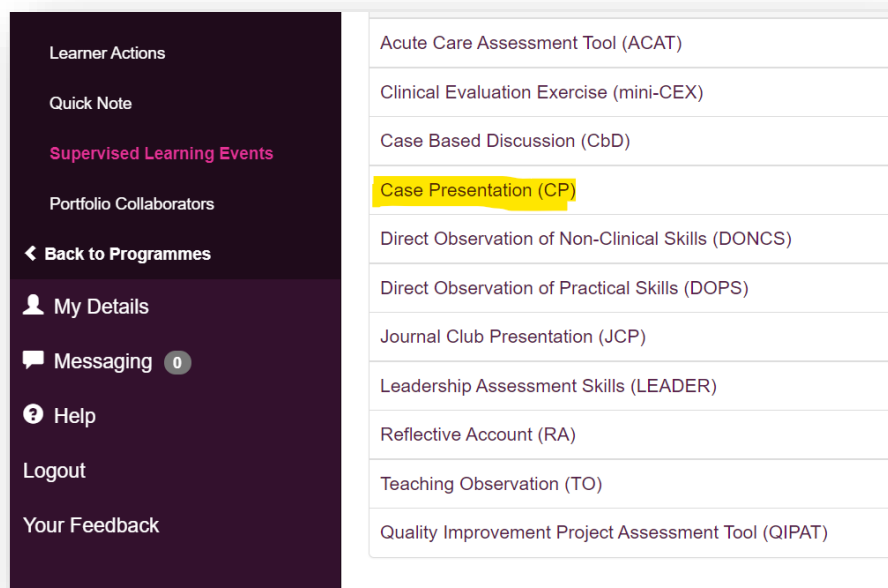 Learner Actions
Quick Note
Supervised Learning Events
Portfolio Collaborators
Back to Programmes
My Details
Messaging 0
Help
Logout
Your Feedback
Acute Care Assessment Tool (ACAT)
Clinical Evaluation Exercise (mini-CEX)
Case Based Discussion (CbD)
Case Presentation (CP)
Direct Observation of Non-Clinical Skills (DONCS)
Direct Observation of Practical Skills (DOPS)
Journal Club Presentation (JCP)
Leadership Assessment Skills (LEADER)
Reflective Account (RA)
Teaching Observation (TO)
Quality Improvement Project Assessment Tool (QIPAT)